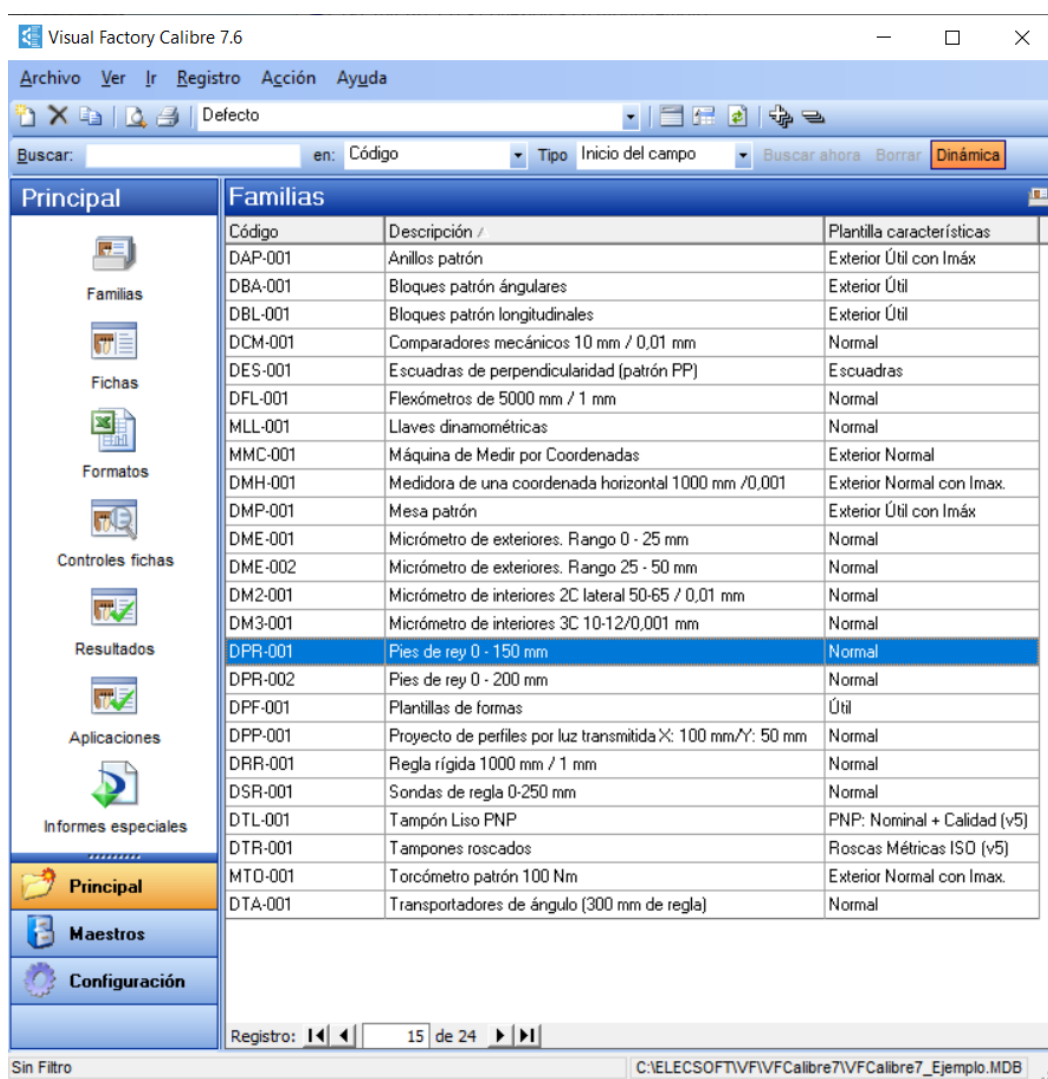 Visual Factory Calibre 7.6
Archivo Ver Ir Registro Acción Ayuda
Defecto
Buscar: en: Código Tipo Inicio del campo Buscar ahora Borrar Dinámica
Principal
Familias
Fichas
Formatos
Controles fichas
Resultados
Aplicaciones
Informes especiales
Principal
Maestros
Configuración
Familias
Código Descripción Plantilla características
DAP-001 Anillos patrón Exterior Útil con Imáx
DBA-001 Bloques patrón ángulares Exterior Útil
DBL-001 Bloques patrón longitudinales Exterior Útil
DCM-001 Comparadores mecánicos 10 mm / 0,01 mm Normal
DES-001 Escuadras de perpendicularidad (patrón PP) Escuadras
DFL-001 Flexómetros de 5000 mm / 1 mm Normal
MLL-001 Llaves dinamométricas Normal
MMC-001 Máquina de Medir por Coordenadas Exterior Normal
DMH-001 Medidora de una coordenada horizontal 1000 mm /0,001 Exterior Normal con Imax.
DMP-001 Mesa patrón Exterior Útil con Imáx
DME-001 Micrómetro de exteriores. Rango 0 - 25 mm Normal
DME-002 Micrómetro de exteriores. Rango 25 - 50 mm Normal
DM2-001 Micrómetro de interiores 2C lateral 50-65 / 0,01 mm Normal
DM3-001 Micrómetro de interiores 3C 10-12/0,001 mm Normal
DPR-001 Pies de rey 0 - 150 mm Normal
DPR-002 Pies de rey 0 - 200 mm Normal
DPF-001 Plantillas de formas Útil
DPP-001 Proyecto de perfiles por luz transmitida X: 100 mm/Y: 50 mm Normal
DRR-001 Regla rígida 1000 mm / 1 mm Normal
DSR-001 Sondas de regla 0-250 mm Normal
DTL-001 Tampón Liso PNP PNP: Nominal + Calidad (v5)
DTR-001 Tampones roscados Roscas Métricas ISO (v5)
MTO-001 Torcómetro patrón 100 Nm Exterior Normal con Imax.
DTA-001 Transportadores de ángulo (300 mm de regla) Normal
Registro: 15 de 24
Sin Filtro C:\ELECSOFT\VF\VFCalibre7\VFCalibre7_Ejemplo.MDB